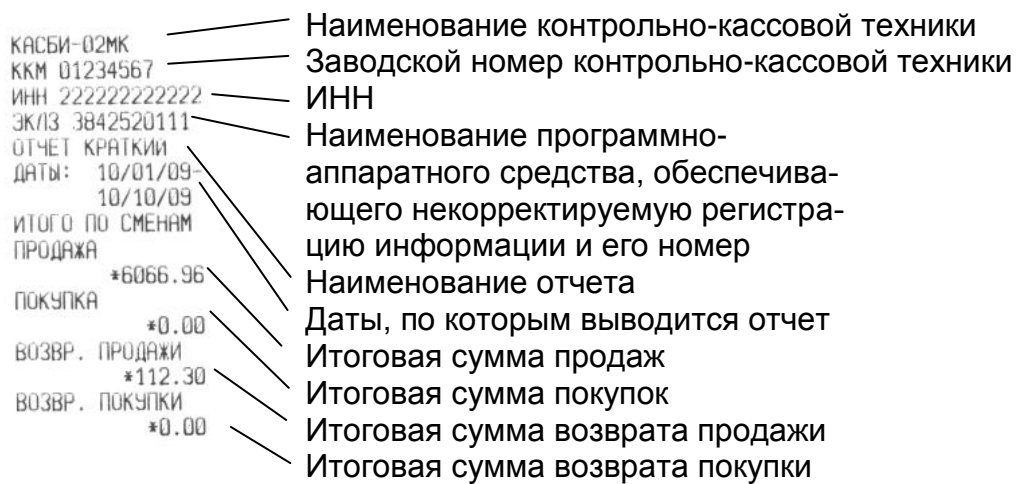 КАСБИ-02МК
ККМ 01234567
ИНН 222222222222
ЭКЛЗ 3842520111
ОТЧЕТ КРАТКИЙ
ДАТЫ: 10/01/09-
10/10/09
ИТОГО ПО СМЕНАМ
ПРОДАЖА
*6066.96
ПОКУПКА
*0.00
ВОЗВР. ПРОДАЖИ
*112.30
ВОЗВР. ПОКУПКИ
*0.00
Наименование контрольно-кассовой техники
Заводской номер контрольно-кассовой техники
ИНН
Наименование программно-
аппаратного средства, обеспечива-
ющего некорректируемую регистра-
цию информации и его номер
Наименование отчета
Даты, по которым выводится отчет
Итоговая сумма продаж
Итоговая сумма покупок
Итоговая сумма возврата продажи
Итоговая сумма возврата покупки